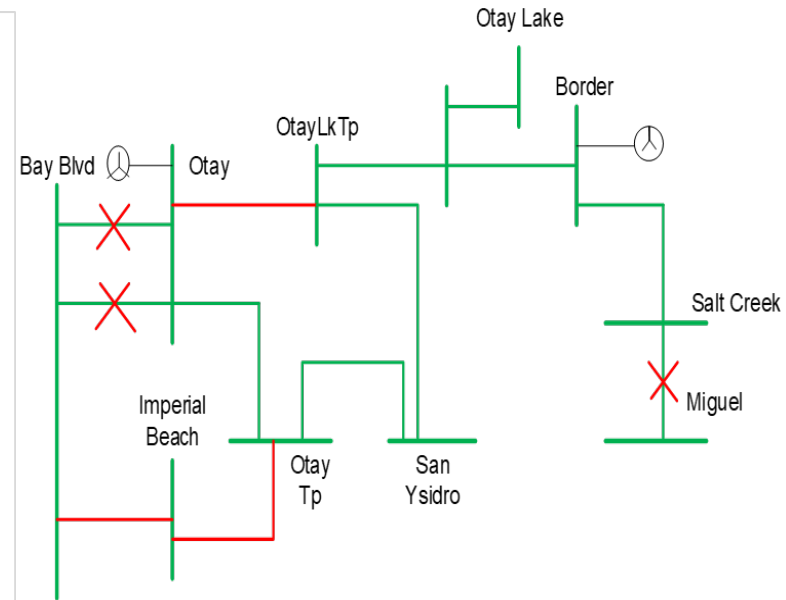 Otay Lake
Border
OtayLkTp
Bay Blvd
Otay
Salt Creek
Imperial
Beach
Miguel
Otay
Tp
San
Ysidro